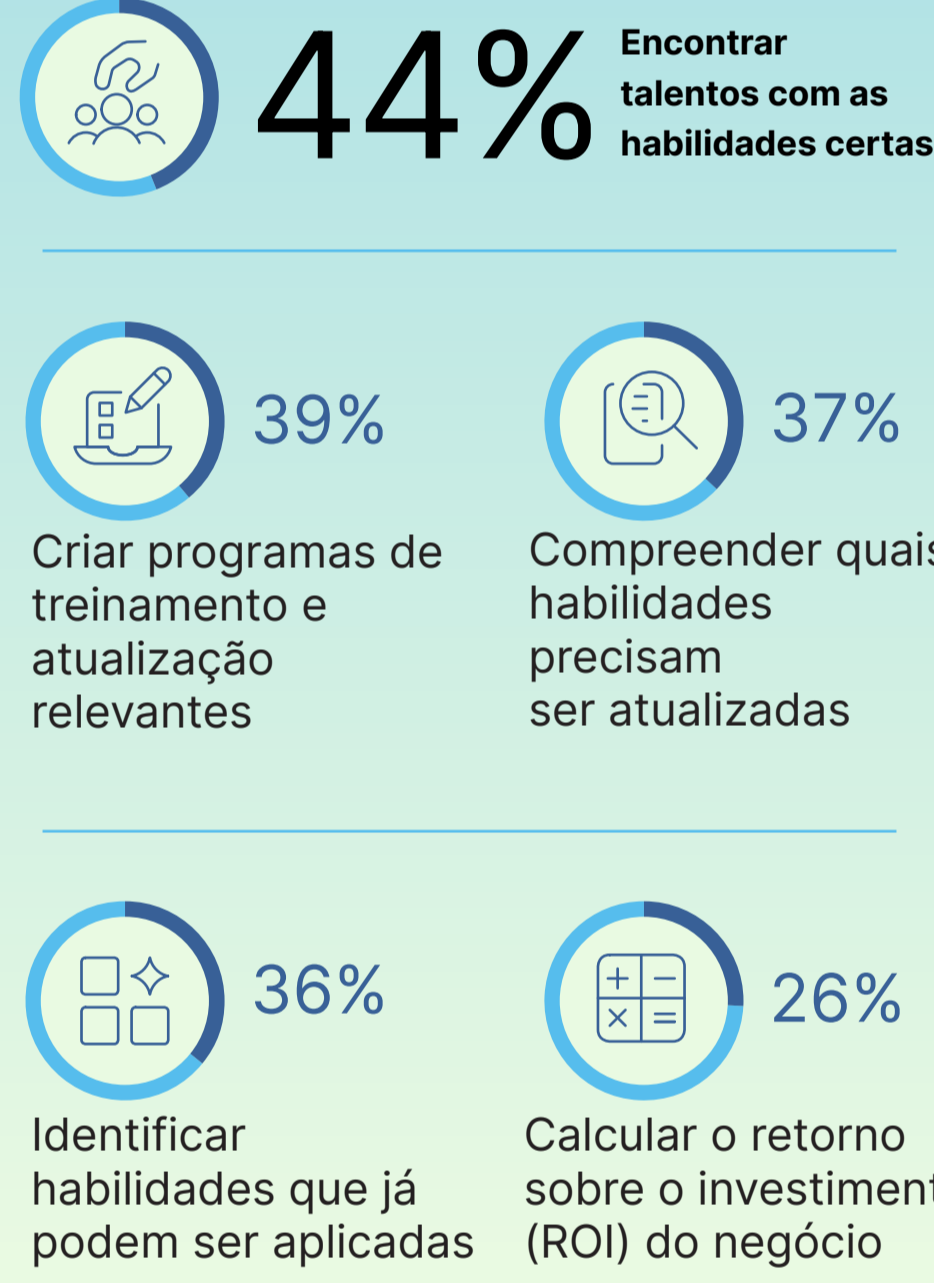 44%
Encontrar
talentos com as
habilidades certas
39%
Criar programas de
treinamento e
atualização
relevantes
37%
Compreender quais
habilidades
precisam
ser atualizadas
36%
Identificar
habilidades que já
podem ser aplicadas
26%
Calcular o retorno
sobre o investiment
(ROI) do negócio